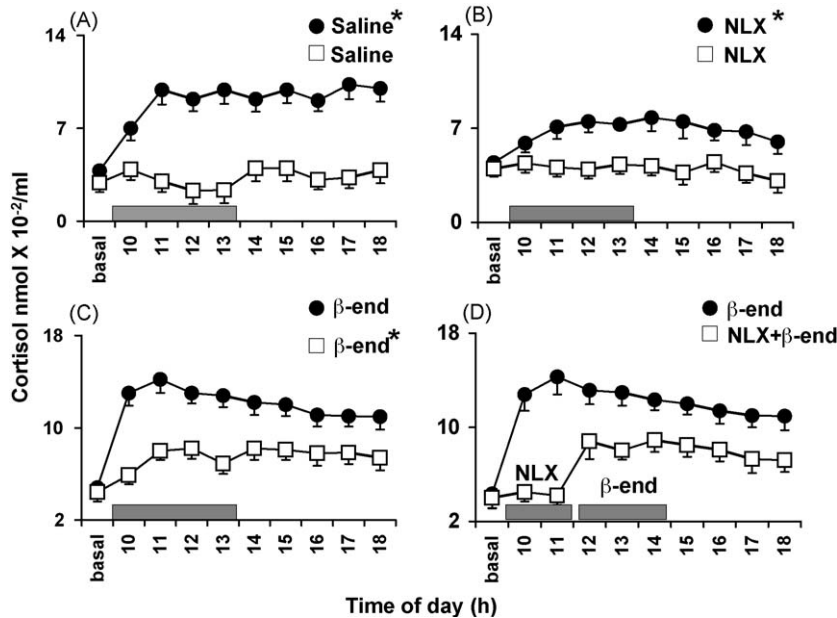 (A)
● Saline*
□ Saline
14
7
0
basal 10 11 12 13 14 15 16 17 18
(B)
● NLX *
□ NLX
14
7
0
basal 10 11 12 13 14 15 16 17 18
Cortisol nmol X 10⁻²/ml
(C)
● β-end
□ β-end*
18
10
2
basal 10 11 12 13 14 15 16 17 18
(D)
● β-end
□ NLX+β-end
18
10
2
NLX
β-end
basal 10 11 12 13 14 15 16 17 18
Time of day (h)